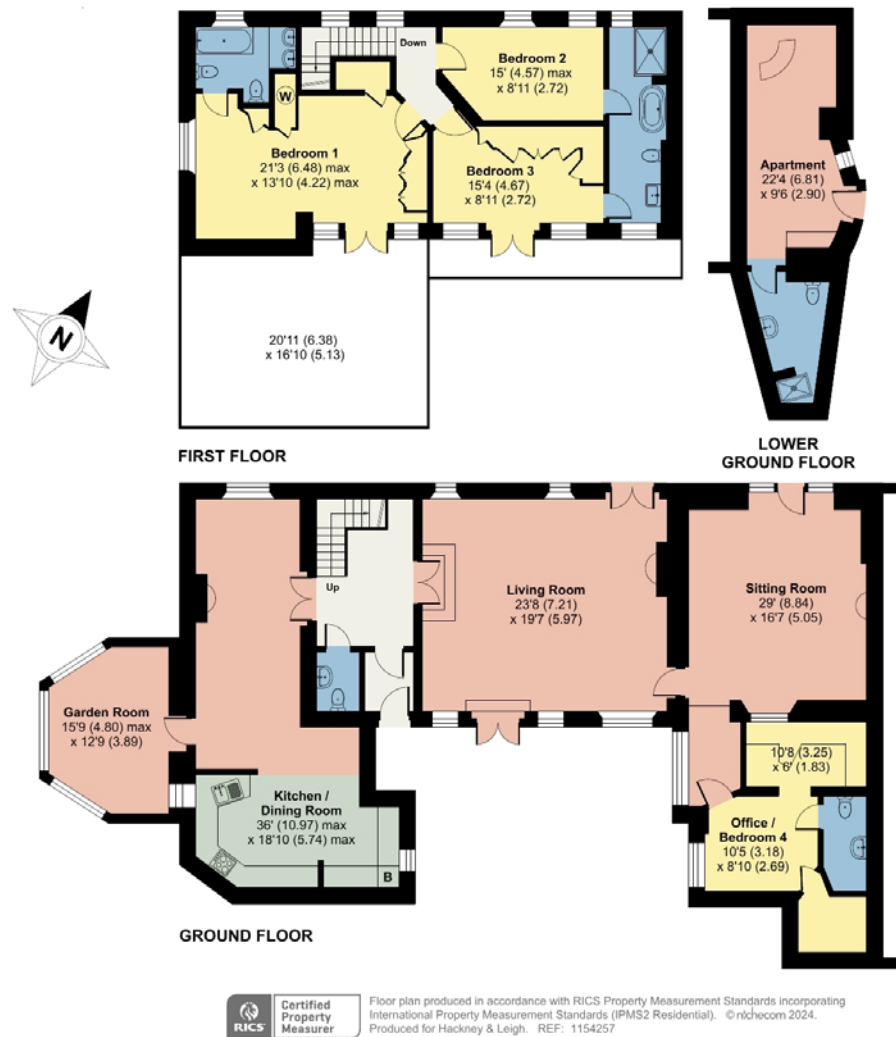 Down
Bedroom 2
15' (4.57) max
x 8'11 (2.72)
W
Bedroom 1
21'3 (6.48) max
x 13'10 (4.22) max
Bedroom 3
15'4 (4.67)
x 8'11 (2.72)
Apartment
22'4 (6.81)
x 9'6 (2.90)
N
20'11 (6.38)
x 16'10 (5.13)
FIRST FLOOR
LOWER
GROUND FLOOR
Up
Living Room
23'8 (7.21)
x 19'7 (5.97)
Sitting Room
29' (8.84)
x 16'7 (5.05)
Garden Room
15'9 (4.80) max
x 12'9 (3.89)
10'8 (3.25)
x 6' (1.83)
Kitchen /
Dining Room
36' (10.97) max
x 18'10 (5.74) max
Office /
Bedroom 4
10'5 (3.18)
x 8'10 (2.69)
B
GROUND FLOOR
RICS
Certified
Property
Measurer
Floor plan produced in accordance with RICS Property Measurement Standards incorporating
International Property Measurement Standards (IPMS2 Residential). ©nichecom 2024.
Produced for Hackney & Leigh. REF: 1154257